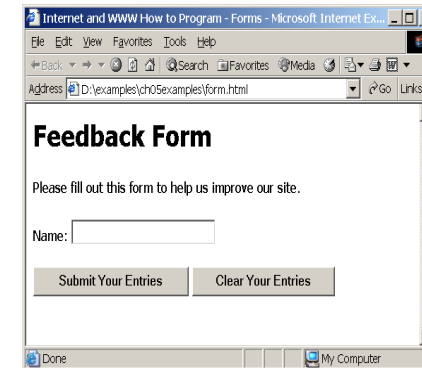 Internet and WWW How to Program - Forms - Microsoft Internet Ex...
File Edit View Favorites Tools Help
Back Search Favorites Media
Address D:\examples\ch05examples\form.html Go Links
Feedback Form
Please fill out this form to help us improve our site.
Name:
Submit Your Entries Clear Your Entries
Done My Computer